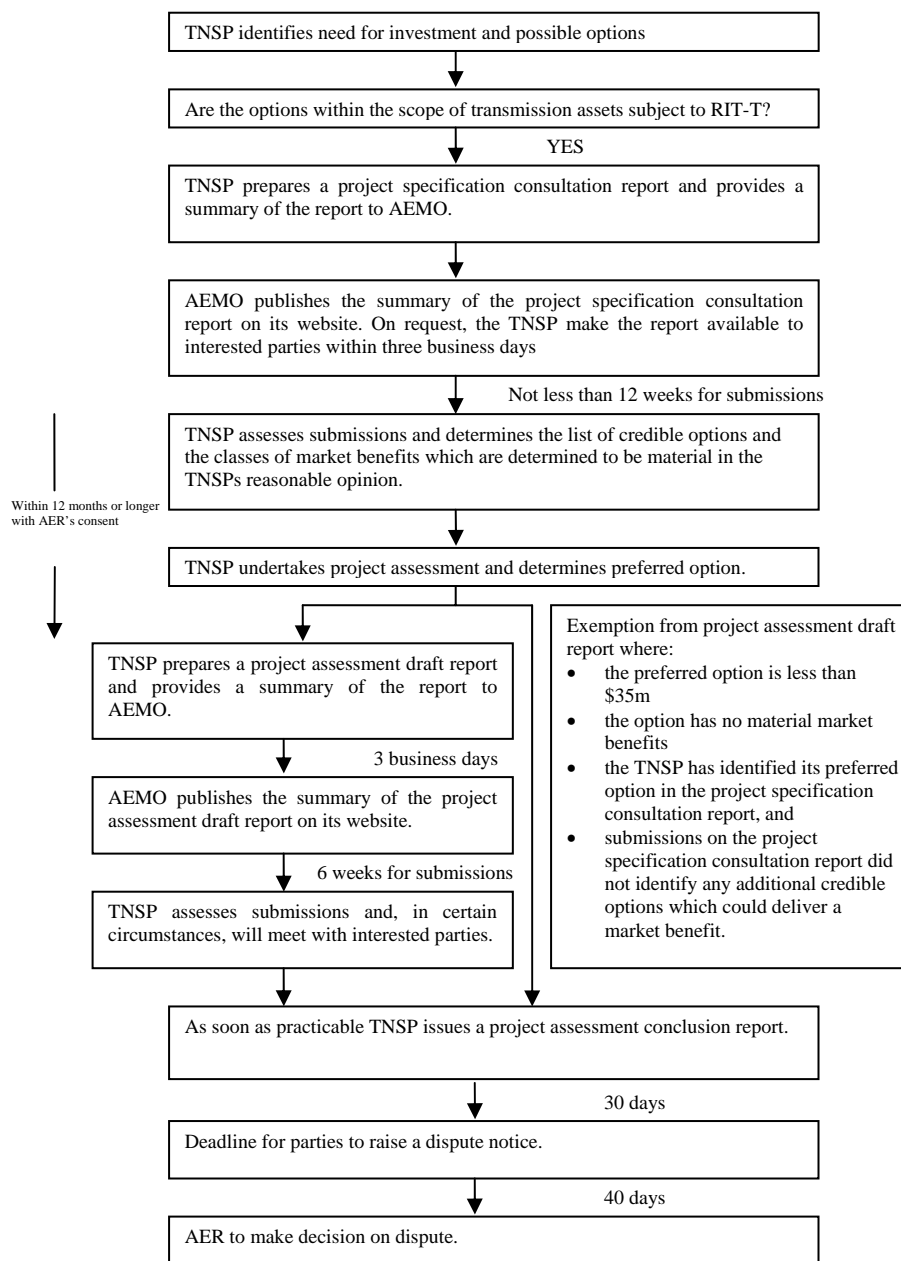 TNSP identifies need for investment and possible options
Are the options within the scope of transmission assets subject to RIT-T?
YES
TNSP prepares a project specification consultation report and provides a
summary of the report to AEMO.
AEMO publishes the summary of the project specification consultation
report on its website. On request, the TNSP make the report available to
interested parties within three business days
Not less than 12 weeks for submissions
TNSP assesses submissions and determines the list of credible options and
the classes of market benefits which are determined to be material in the
TNSPs reasonable opinion.
Within 12 months or longer
with AER's consent
TNSP undertakes project assessment and determines preferred option.
TNSP prepares a project assessment draft report
and provides a summary of the report to
AEMO.
3 business days
AEMO publishes the summary of the project
assessment draft report on its website.
6 weeks for submissions
TNSP assesses submissions and, in certain
circumstances, will meet with interested parties.
Exemption from project assessment draft
report where:
• the preferred option is less than
$35m
• the option has no material market
benefits
• the TNSP has identified its preferred
option in the project specification
consultation report, and
• submissions on the project
specification consultation report did
not identify any additional credible
options which could deliver a
market benefit.
As soon as practicable TNSP issues a project assessment conclusion report.
30 days
Deadline for parties to raise a dispute notice.
40 days
AER to make decision on dispute.